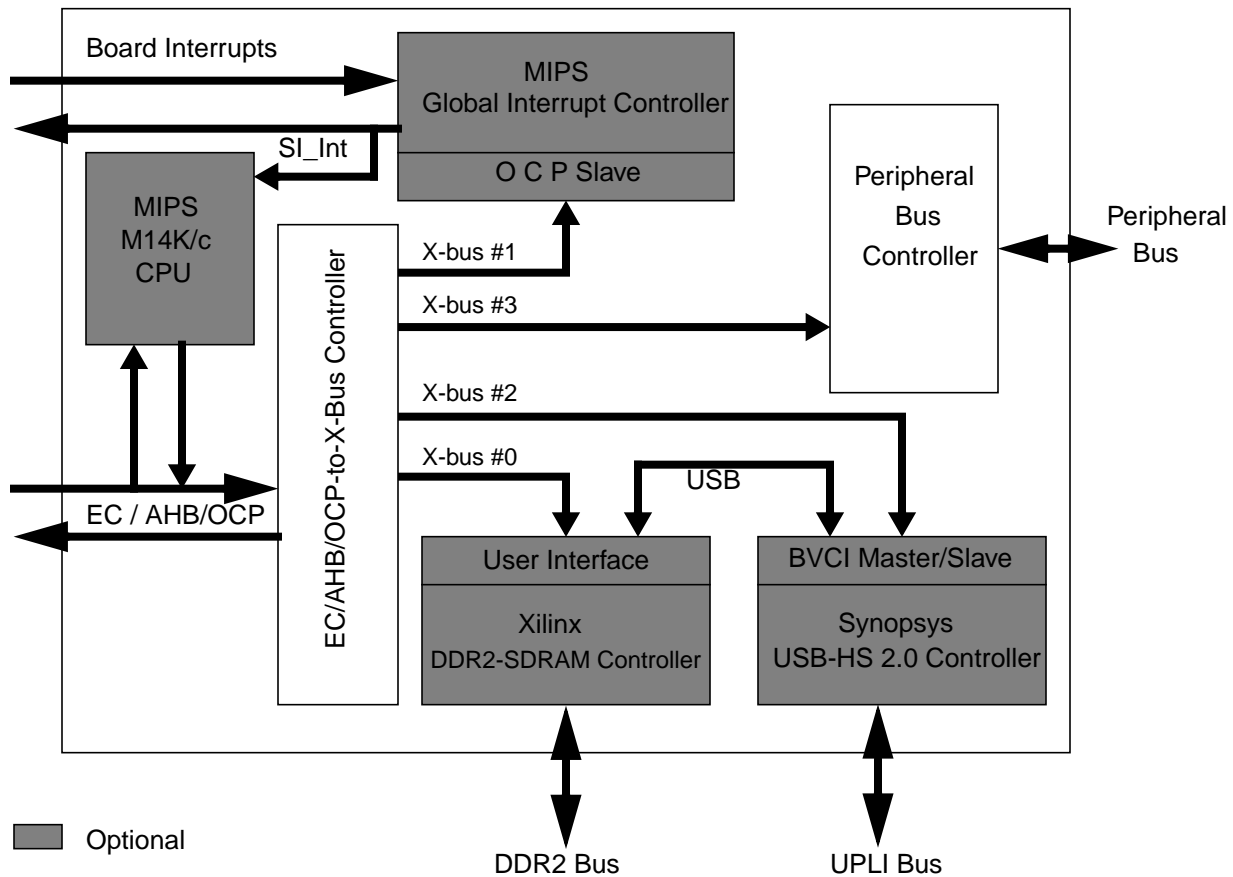 Board Interrupts
MIPS
Global Interrupt Controller
SI_Int
O C P Slave
MIPS
M14K/c
CPU
Peripheral
Bus
Controller
Peripheral
Bus
X-bus #1
X-bus #3
X-bus #2
X-bus #0
EC/AHB/OCP-to-X-Bus Controller
USB
EC / AHB/OCP
User Interface
Xilinx
DDR2-SDRAM Controller
BVCI Master/Slave
Synopsys
USB-HS 2.0 Controller
Optional
DDR2 Bus
UPLI Bus